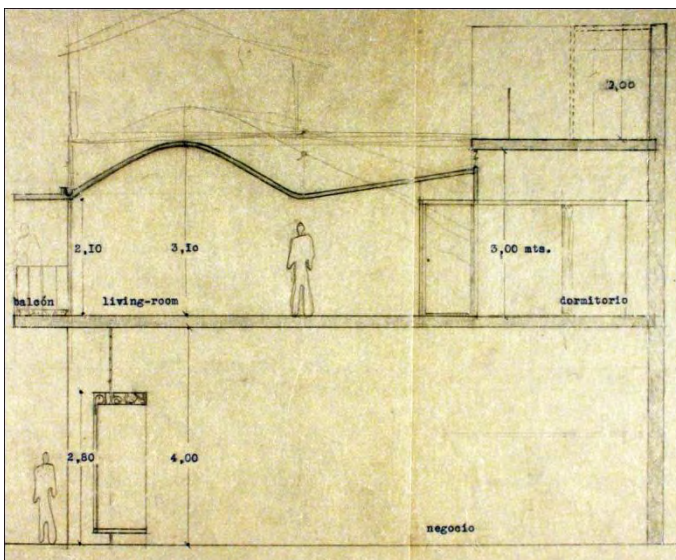 2,00
2,10
3,10
3,00 mts.
balcón
living-room
dormitorio
2,80
4,00
negocio